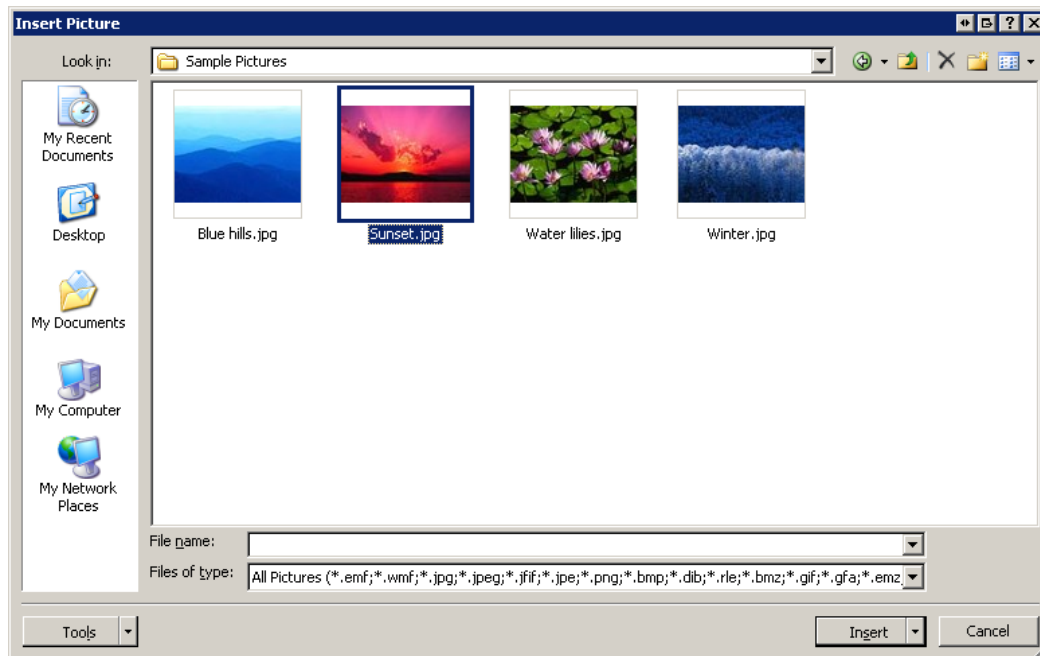 Insert Picture
Look in:
Sample Pictures
My Recent
Documents
Desktop
My Documents
My Computer
My Network
Places
Blue hills.jpg
Sunset.jpg
Water lilies.jpg
Winter.jpg
File name:
Files of type:
All Pictures (*.emf;*.wmf;*.jpg;*.jpeg;*.jfif;*.jpe;*.png;*.bmp;*.dib;*.rle;*.bmz;*.gif;*.gfa;*.emz
Tools
Insert
Cancel